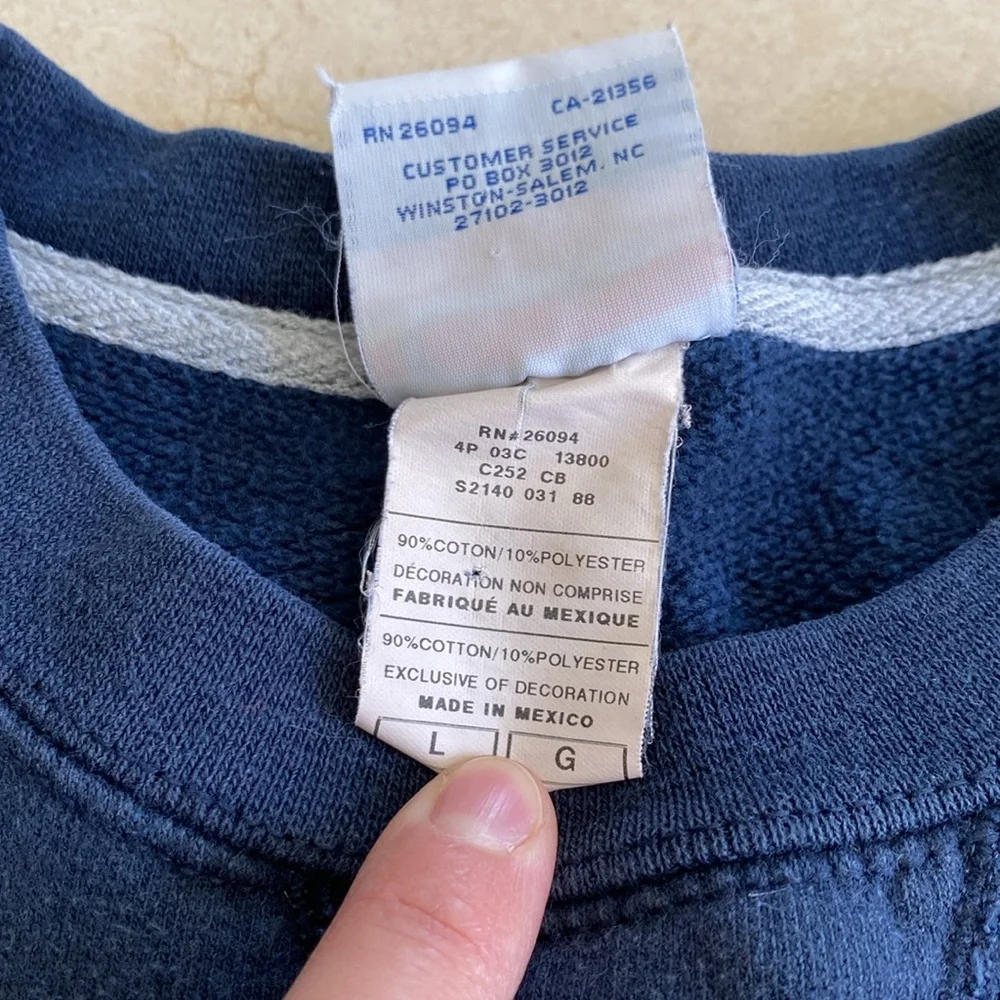 RN 26094 CA-21356
CUSTOMER SERVICE
PO BOX 3012
WINSTON-SALEM, NC
27102-3012
RN#26094
4P 03C 13800
C252 CB
S2140 031 88
90%COTON/10%POLYESTER
DÉCORATION NON COMPRISE
FABRIQUÉ AU MEXIQUE
90%COTTON/10%POLYESTER
EXCLUSIVE OF DECORATION
MADE IN MEXICO
L G